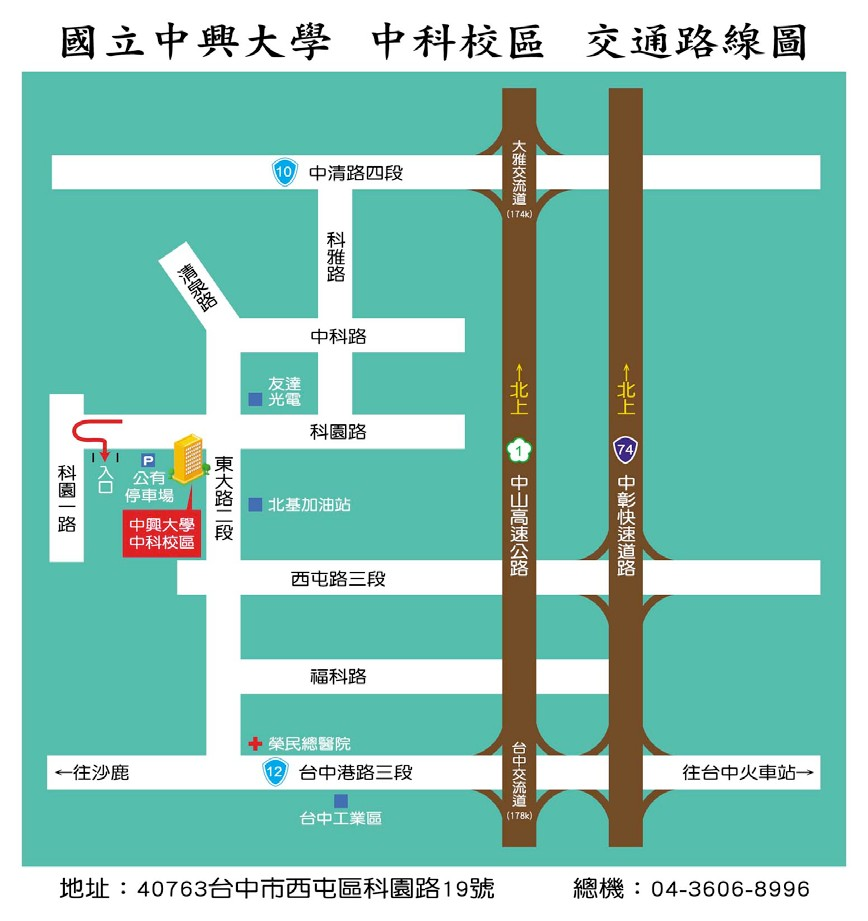 國立中興大學 中科校區 交通路線圖
10 中清路四段
大雅交流道
(174k)
科雅路
清泉路
中科路
友達
光電
←北上
←北上
科園路
1
74
中山高速公路
中彰快速道路
科園一路
入口
P
公有
停車場
東大路二段
北基加油站
中興大學
中科校區
西屯路三段
福科路
榮民總醫院
台中交流道
(178k)
←往沙鹿
12 台中港路三段
往台中火車站→
台中工業區
地址：40763台中市西屯區科園路19號
總機：04-3606-8996